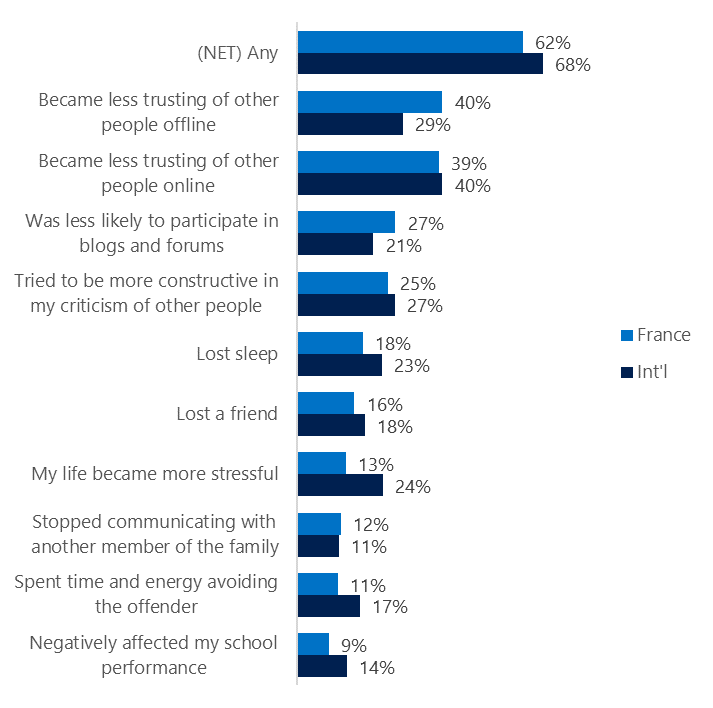 (NET) Any
62%
68%
Became less trusting of other
people offline
40%
29%
Became less trusting of other
people online
39%
40%
Was less likely to participate in
blogs and forums
27%
21%
Tried to be more constructive in
my criticism of other people
25%
27%
Lost sleep
18%
23%
Lost a friend
16%
18%
My life became more stressful
13%
24%
Stopped communicating with
another member of the family
12%
11%
Spent time and energy avoiding
the offender
11%
17%
Negatively affected my school
performance
9%
14%
France
Int'l